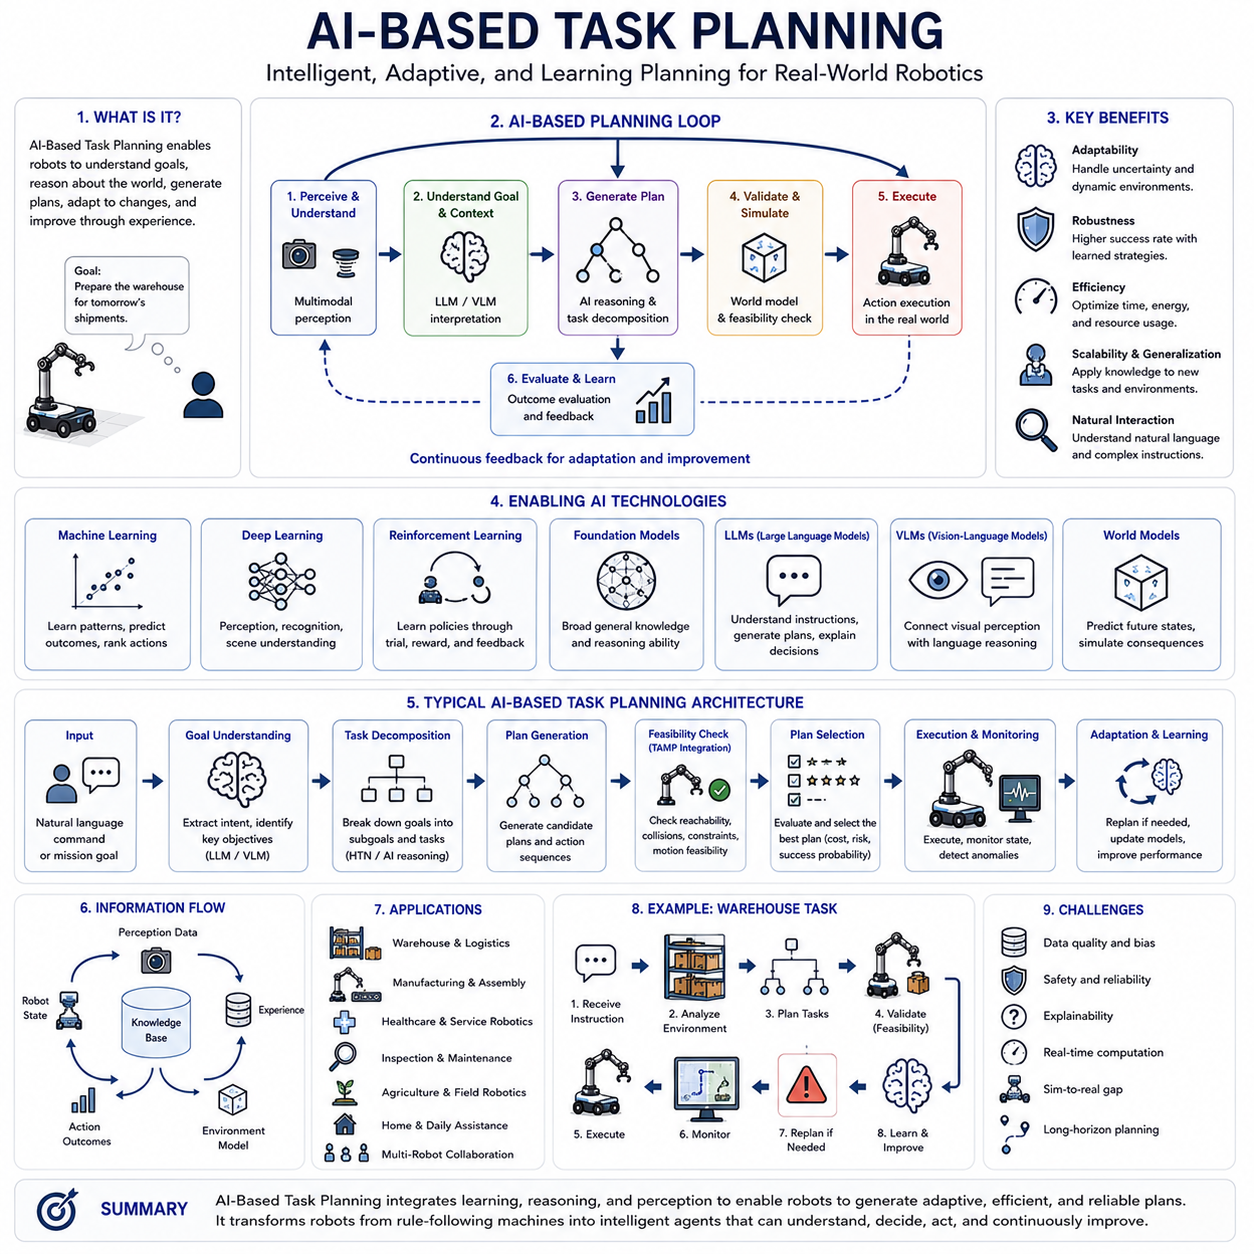 AI-BASED TASK PLANNING
Intelligent, Adaptive, and Learning Planning for Real-World Robotics
1. WHAT IS IT?
AI-Based Task Planning enables
robots to understand goals,
reason about the world, generate
plans, adapt to changes, and
improve through experience.
Goal:
Prepare the warehouse
for tomorrow's
shipments.
2. AI-BASED PLANNING LOOP
1. Perceive &
Understand
Multimodal
perception
2. Understand Goal
& Context
LLM / VLM
interpretation
3. Generate Plan
AI reasoning &
task decomposition
4. Validate &
Simulate
World model
& feasibility check
5. Execute
Action execution
in the real world
6. Evaluate & Learn
Outcome evaluation
and feedback
Continuous feedback for adaptation and improvement
3. KEY BENEFITS
Adaptability
Handle uncertainty and
dynamic environments.
Robustness
Higher success rate with
learned strategies.
Efficiency
Optimize time, energy,
and resource usage.
Scalability & Generalization
Apply knowledge to new
tasks and environments.
Natural Interaction
Understand natural language
and complex instructions.
4. ENABLING AI TECHNOLOGIES
Machine Learning
Learn patterns, predict
outcomes, rank actions
Deep Learning
Perception, recognition,
scene understanding
Reinforcement Learning
Learn policies through
trial, reward, and feedback
Foundation Models
Broad general knowledge
and reasoning ability
LLMs (Large Language Models)
Understand instructions,
generate plans, explain
decisions
VLMs (Vision-Language Models)
Connect visual perception
with language reasoning
World Models
Predict future states,
simulate consequences
5. TYPICAL AI-BASED TASK PLANNING ARCHITECTURE
Input
Natural language
command
or mission goal
Goal Understanding
Extract intent, identify
key objectives
(LLM / VLM)
Task Decomposition
Break down goals into
subgoals and tasks
(HTN / AI reasoning)
Plan Generation
Generate candidate
plans and action
sequences
Feasibility Check
(TAMP Integration)
Check reachability,
collisions, constraints,
motion feasibility
Plan Selection
Evaluate and select the
best plan (cost, risk,
success probability)
Execution & Monitoring
Execute, monitor state,
detect anomalies
Adaptation & Learning
Replan if needed,
update models,
improve performance
6. INFORMATION FLOW
Perception Data
Robot
State
Experience
Knowledge
Base
Action
Outcomes
Environment
Model
7. APPLICATIONS
Warehouse & Logistics
Manufacturing & Assembly
Healthcare & Service Robotics
Inspection & Maintenance
Agriculture & Field Robotics
Home & Daily Assistance
Multi-Robot Collaboration
8. EXAMPLE: WAREHOUSE TASK
1. Receive
Instruction
2. Analyze
Environment
3. Plan Tasks
4. Validate
(Feasibility)
5. Execute
6. Monitor
7. Replan if
Needed
8. Learn &
Improve
9. CHALLENGES
Data quality and bias
Safety and reliability
Explainability
Real-time computation
Sim-to-real gap
Long-horizon planning
SUMMARY
AI-Based Task Planning integrates learning, reasoning, and perception to enable robots to generate adaptive, efficient, and reliable plans.
It transforms robots from rule-following machines into intelligent agents that can understand, decide, act, and continuously improve.